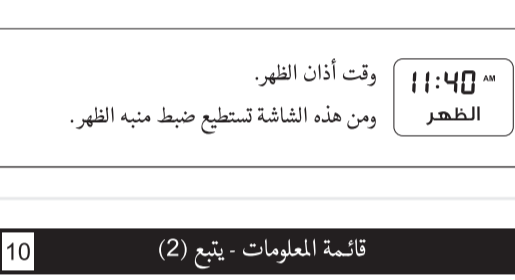 11:40 AM
الظهر
وقت أذان الظهر.
ومن هذه الشاشة تستطيع ضبط منبه الظهر.
قائمة المعلومات - يتبع (2)
10